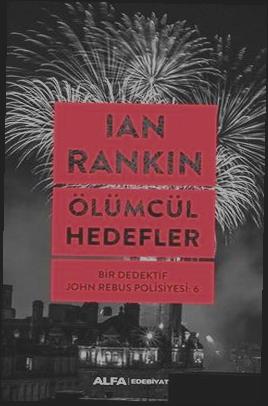 IAN
RANKIN
ÖLÜMCÜL
HEDEFLER
BİR DEDEKTİF
JOHN REBUS POLİSİYESİ: 6
ALFA | EDEBİYAT